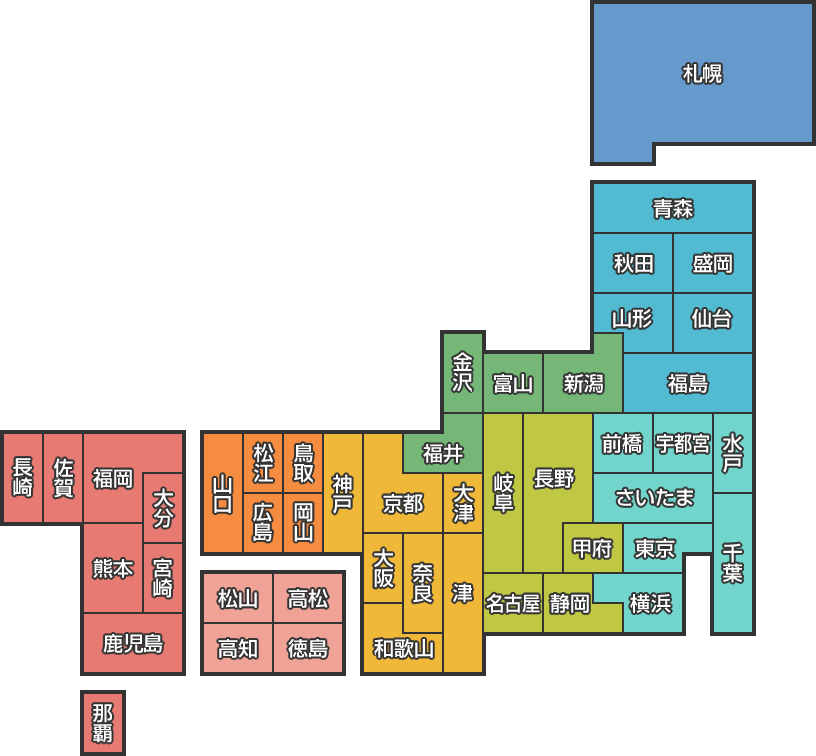 札幌
青森
秋田
盛岡
山形
仙台
金沢
富山
新潟
福島
長崎
佐賀
福岡
大分
熊本
宮崎
鹿児島
那覇
山口
松江
鳥取
広島
岡山
神戸
京都
福井
大津
大阪
奈良
津
和歌山
松山
高松
高知
徳島
岐阜
長野
甲府
名古屋
静岡
前橋
宇都宮
水戸
さいたま
東京
千葉
横浜